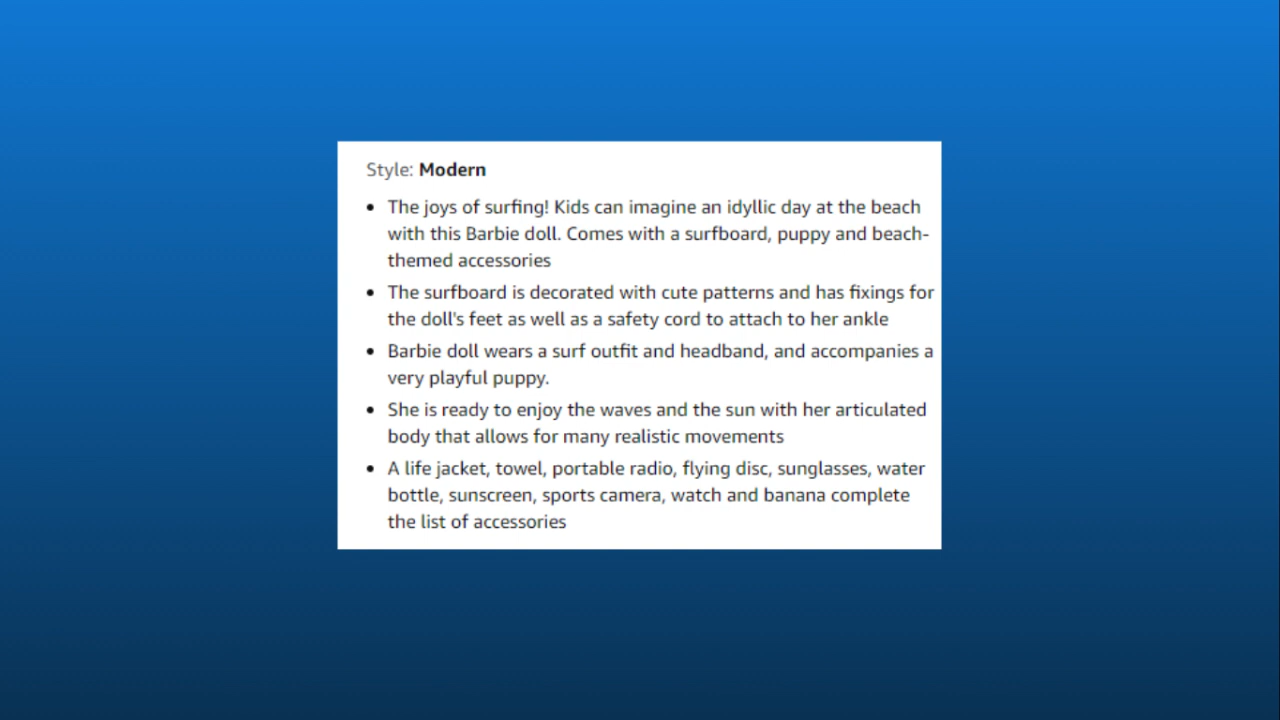 Style: Modern
• The joys of surfing! Kids can imagine an idyllic day at the beach
with this Barbie doll. Comes with a surfboard, puppy and beach-
themed accessories
• The surfboard is decorated with cute patterns and has fixings for
the doll's feet as well as a safety cord to attach to her ankle
• Barbie doll wears a surf outfit and headband, and accompanies a
very playful puppy.
• She is ready to enjoy the waves and the sun with her articulated
body that allows for many realistic movements
• A life jacket, towel, portable radio, flying disc, sunglasses, water
bottle, sunscreen, sports camera, watch and banana complete
the list of accessories